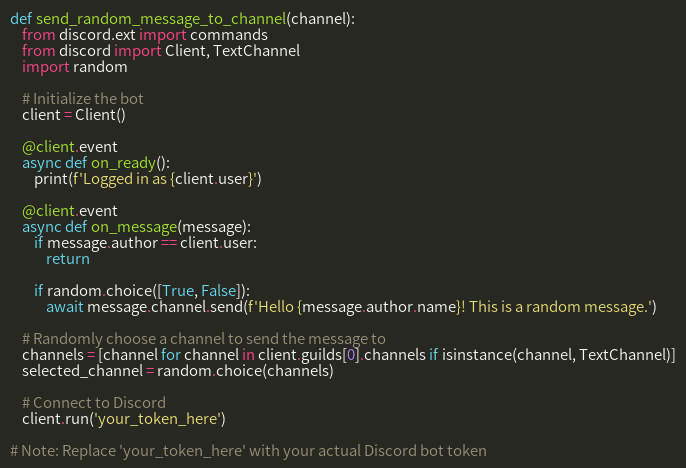 def send_random_message_to_channel(channel):
    from discord.ext import commands
    from discord import Client, TextChannel
    import random

    # Initialize the bot
    client = Client()

    @client.event
    async def on_ready():
        print(f'Logged in as {client.user}')

    @client.event
    async def on_message(message):
        if message.author == client.user:
            return

        if random.choice([True, False]):
            await message.channel.send(f'Hello {message.author.name}! This is a random message.')

    # Randomly choose a channel to send the message to
    channels = [channel for channel in client.guilds[0].channels if isinstance(channel, TextChannel)]
    selected_channel = random.choice(channels)

    # Connect to Discord
    client.run('your_token_here')

# Note: Replace 'your_token_here' with your actual Discord bot token